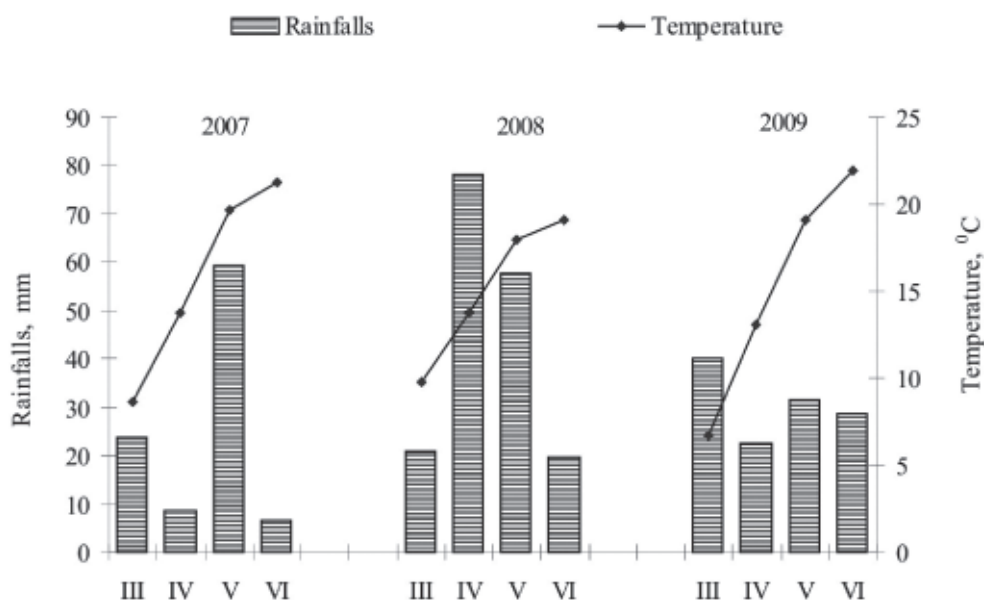 Rainfalls Temperature
90 2007 2008 2009 25
80
70 20
60
50 15
40 10
30
20 5
10
0 0
III IV V VI III IV V VI III IV V VI
Rainfalls, mm
Temperature, ⁰C